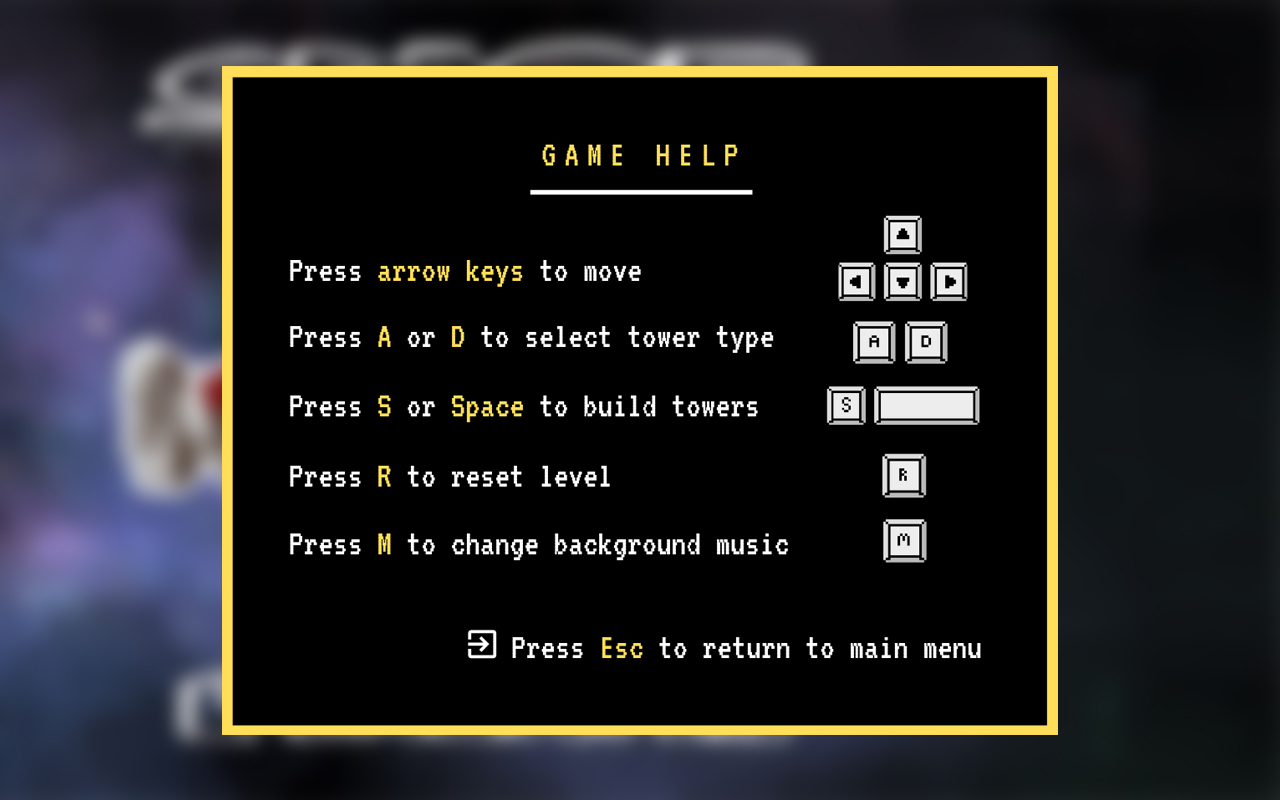 GAME HELP
Press arrow keys to move
Press A or D to select tower type
A D
Press S or Space to build towers
S
Press R to reset level
R
Press M to change background music
M
Press Esc to return to main menu